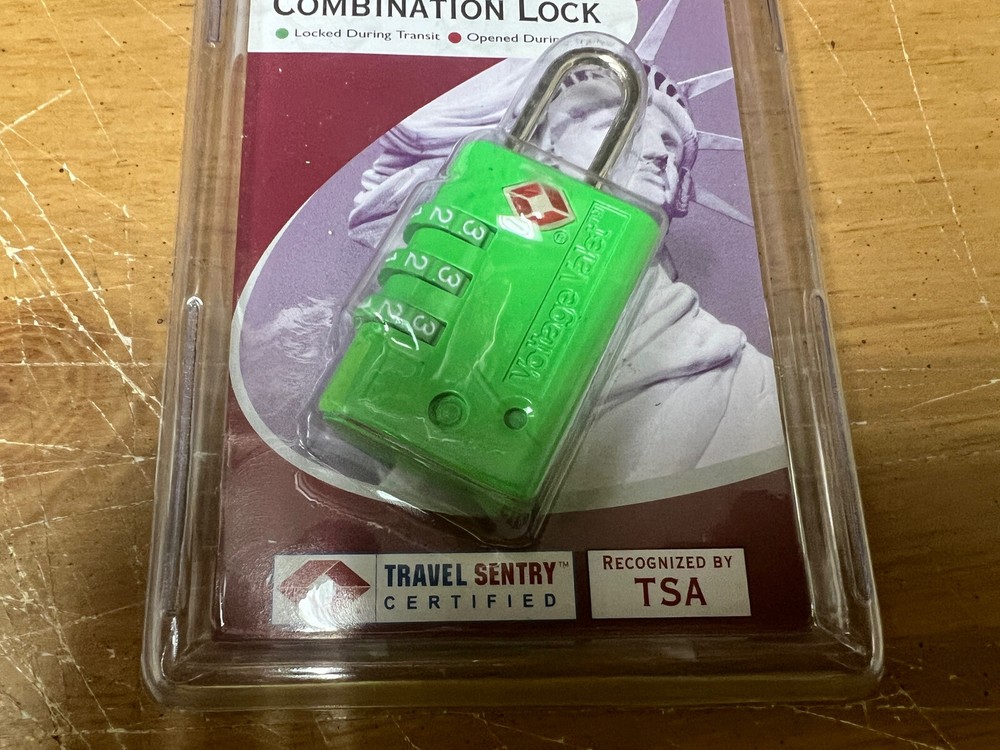 COMBINATION LOCK
Locked During Transit Opened During
2 3
2 3
2 3
Voyage Valet
TRAVEL SENTRY™
CERTIFIED
RECOGNIZED BY
TSA